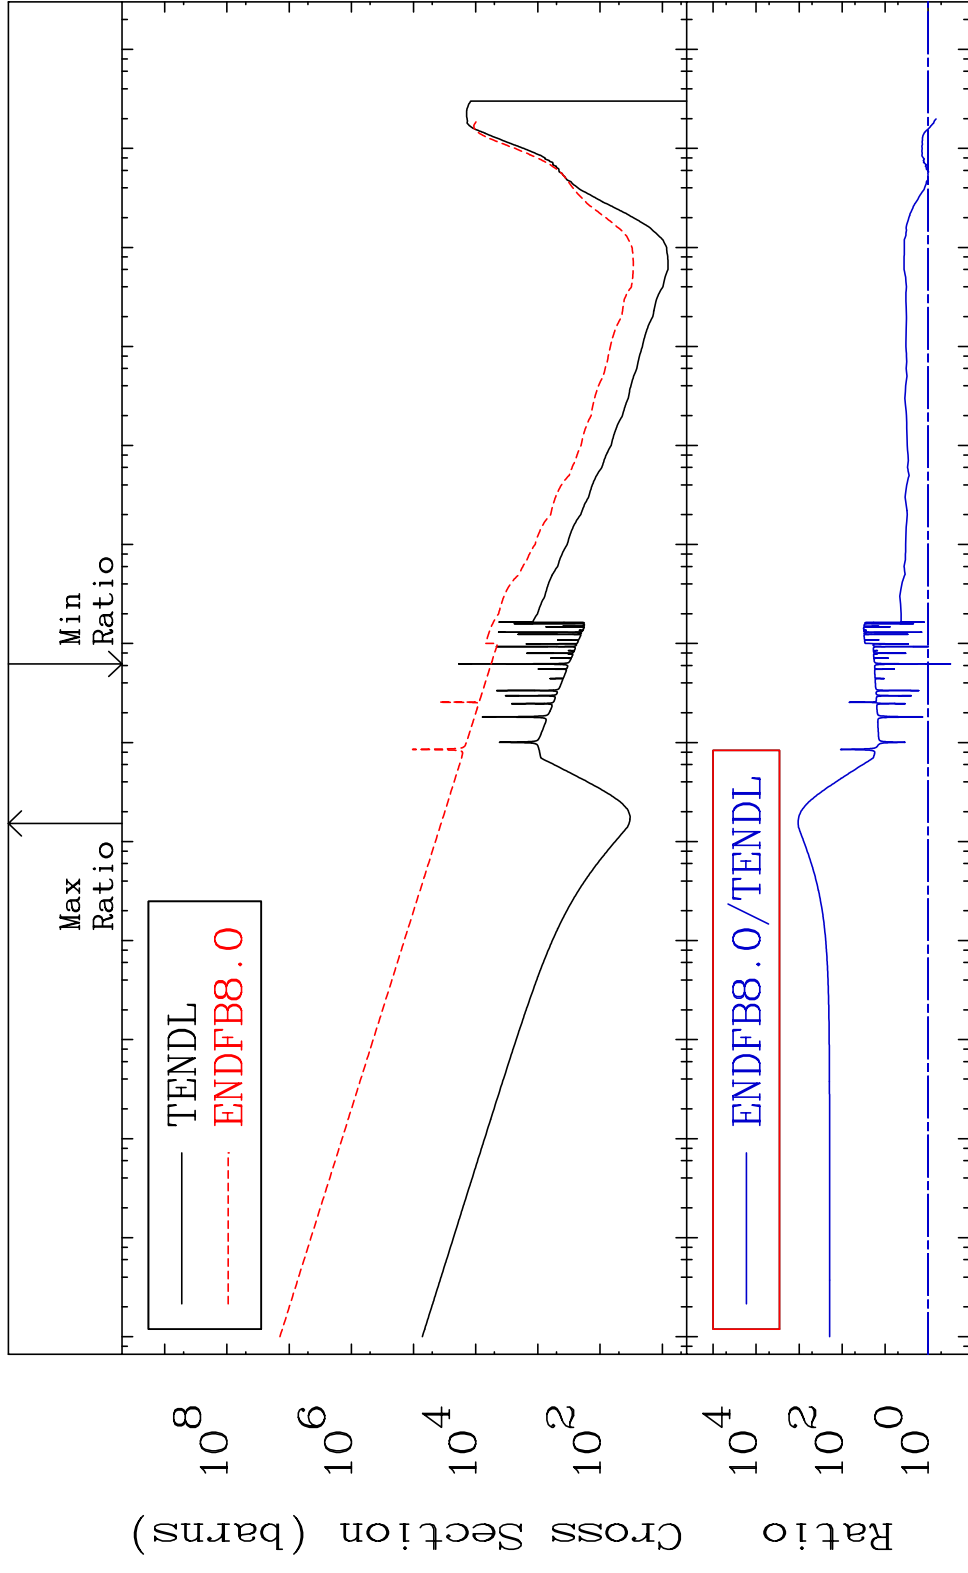 Max
Ratio
Min
Ratio
TENDL
ENDFB8.0
10^8
10^6
10^4
10^2
Cross Section (barns)
ENDFB8.0/TENDL
10^4
10^2
10^0
10
Ratio